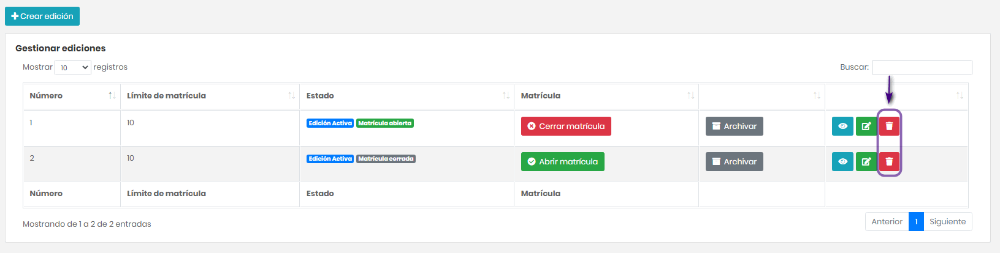 Crear edición
Gestionar ediciones
Mostrar 10 registros
Buscar:
Número Límite de matrícula Estado Matrícula
1 10 Edición Activa Matrícula abierta Cerrar matrícula Archivar
2 10 Edición Activa Matrícula cerrada Abrir matrícula Archivar
Número Límite de matrícula Estado Matrícula
Mostrando de 1 a 2 de 2 entradas
Anterior 1 Siguiente